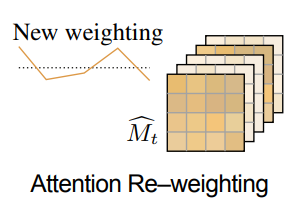 New weighting
$\widehat{M}_t$
Attention Re–weighting